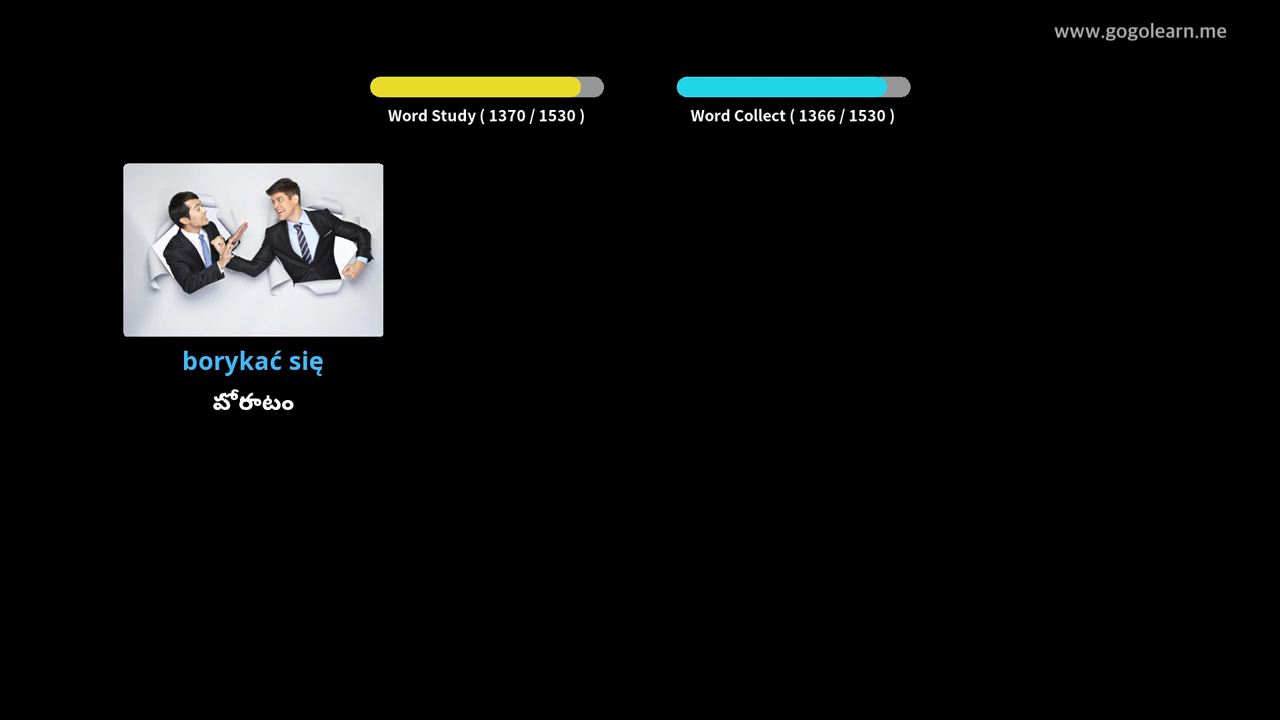 www.gogolearn.me
Word Study ( 1370 / 1530 )
Word Collect ( 1366 / 1530 )
borykać się
పోరాటం